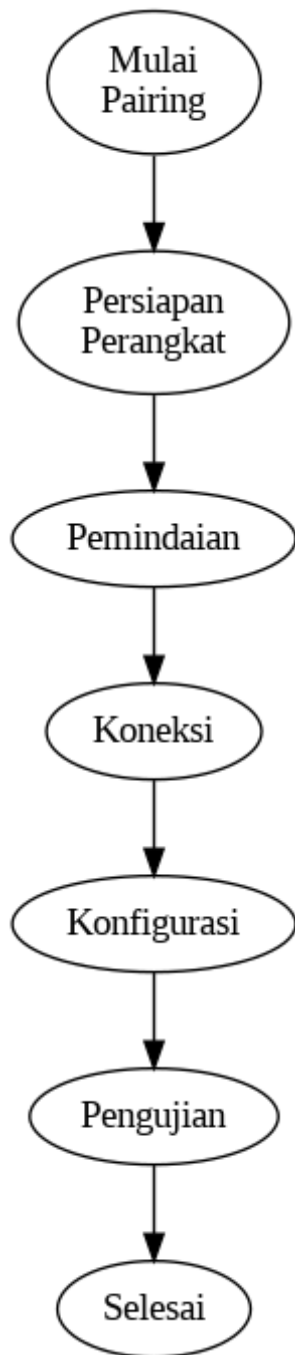 Mulai
Pairing
Persiapan
Perangkat
Pemindaian
Koneksi
Konfigurasi
Pengujian
Selesai